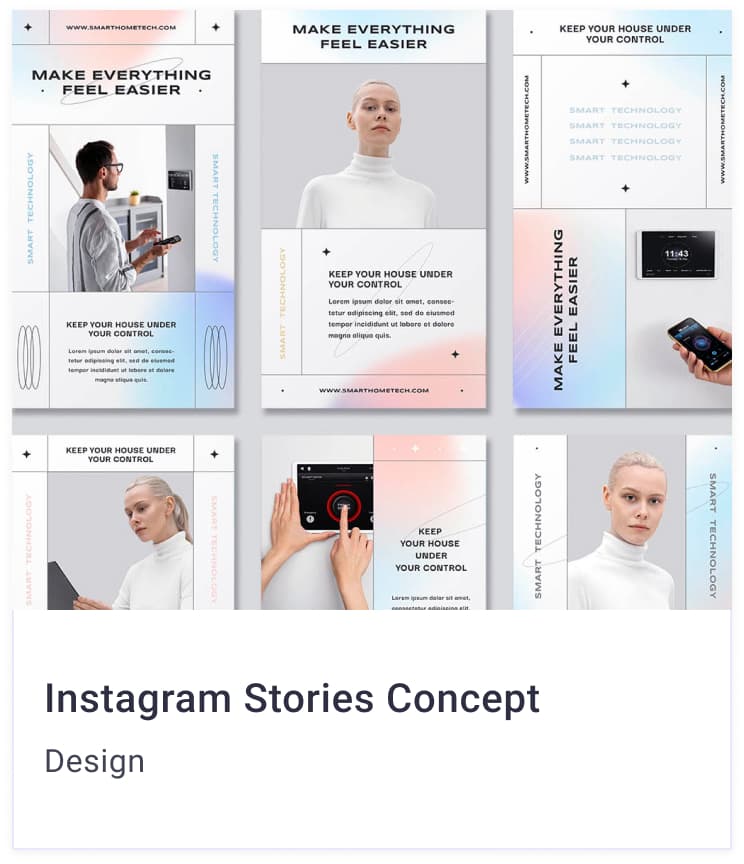 WWW.SMARTHOMETECH.COM
MAKE EVERYTHING
FEEL EASIER
SMART TECHNOLOGY
SMART TECHNOLOGY
KEEP YOUR HOUSE UNDER
YOUR CONTROL
Lorem ipsum dolor sit amet, consec-
tetur adipiscing elit, sed do eiusmod
tempor incididunt ut labore et dolore
magna aliqua quis.
MAKE EVERYTHING
FEEL EASIER
SMART TECHNOLOGY
KEEP YOUR HOUSE UNDER
YOUR CONTROL
Lorem ipsum dolor sit amet, consec-
tetur adipiscing elit, sed do eiusmod
tempor incididunt ut labore et dolore
magna aliqua quis.
WWW.SMARTHOMETECH.COM
KEEP YOUR HOUSE UNDER
YOUR CONTROL
WWW.SMARTHOMETECH.COM
SMART TECHNOLOGY
SMART TECHNOLOGY
SMART TECHNOLOGY
SMART TECHNOLOGY
WWW.SMARTHOMETECH.COM
MAKE EVERYTHING
FEEL EASIER
11:43
KEEP YOUR HOUSE UNDER
YOUR CONTROL
SMART TECHNOLOGY
SMART TECHNOLOGY
KEEP
YOUR HOUSE
UNDER
YOUR CONTROL
Lorem ipsum dolor sit amet,
consectetur adipiscing elit,
SMART TECHNOLOGY
SMART TECHNOLOGY
Instagram Stories Concept
Design